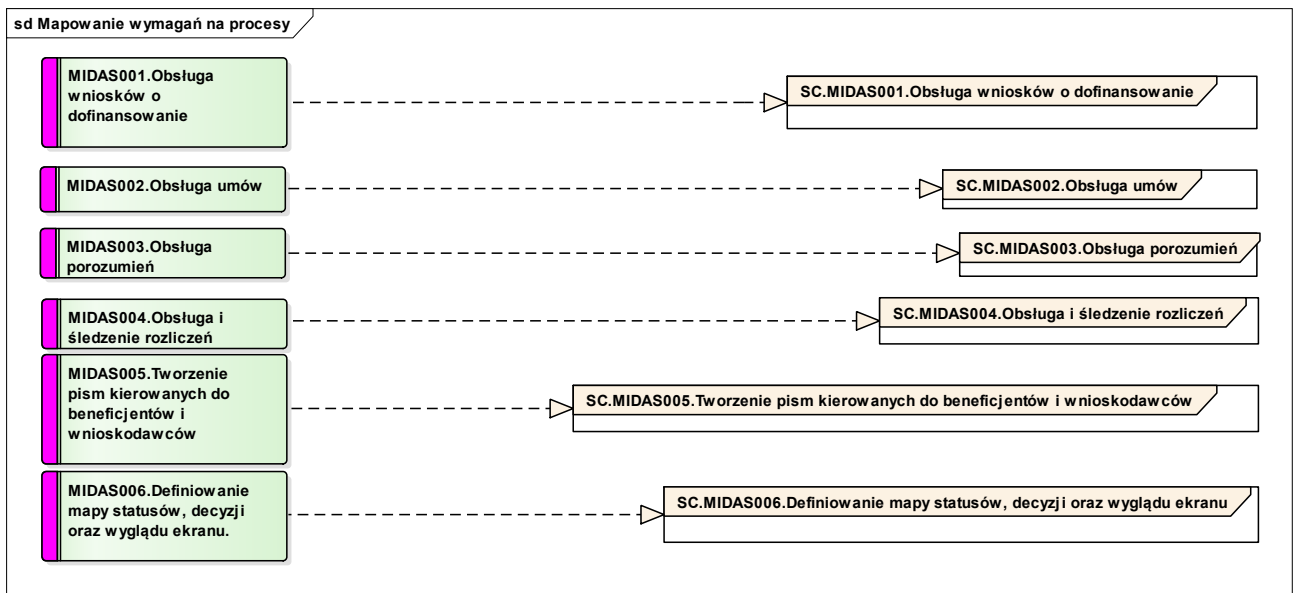 sd Mapowanie wymagań na procesy
MIDAS001.Obsługa
wniosków o
dofinansowanie
SC.MIDAS001.Obsługa wniosków o dofinansowanie
MIDAS002.Obsługa umów
SC.MIDAS002.Obsługa umów
MIDAS003.Obsługa
porozumień
SC.MIDAS003.Obsługa porozumień
MIDAS004.Obsługa i
śledzenie rozliczeń
SC.MIDAS004.Obsługa i śledzenie rozliczeń
MIDAS005.Tworzenie
pism kierowanych do
beneficjentów i
wnioskodawców
SC.MIDAS005.Tworzenie pism kierowanych do beneficjentów i wnioskodawców
MIDAS006.Definiowanie
mapy statusów, decyzji
oraz wyglądu ekranu.
SC.MIDAS006.Definiowanie mapy statusów, decyzji oraz wyglądu ekranu